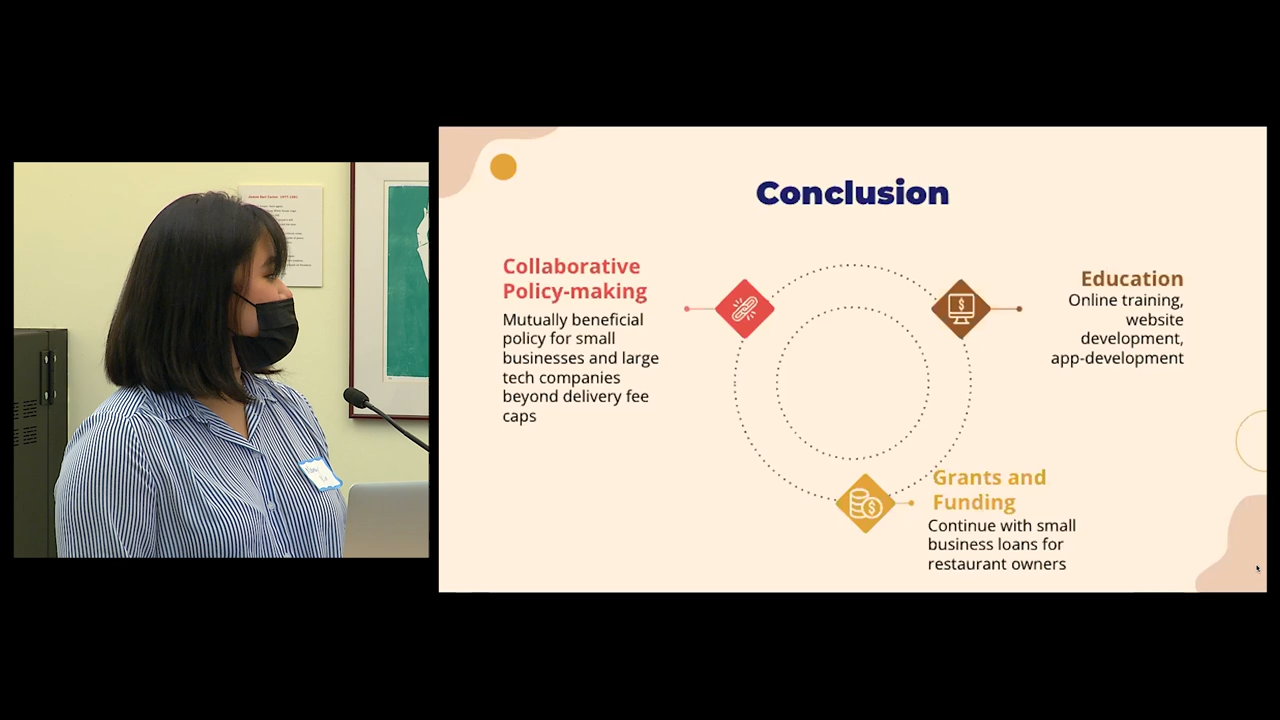 Conclusion
Collaborative
Policy-making
Mutually beneficial
policy for small
businesses and large
tech companies
beyond delivery fee
caps
Education
Online training,
website
development,
app-development
Grants and
Funding
Continue with small
business loans for
restaurant owners